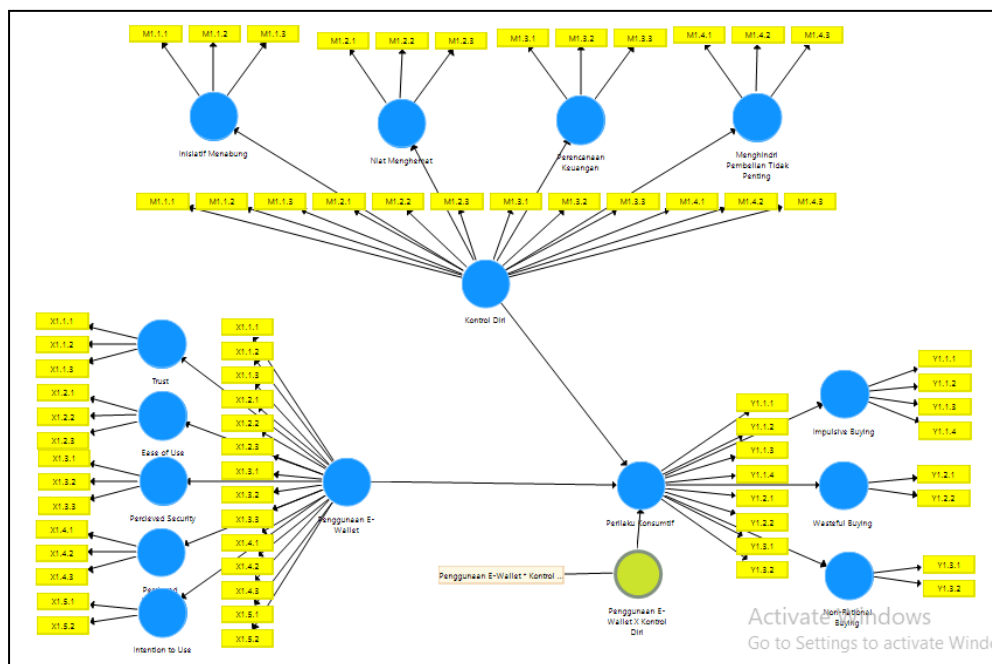 M1.1.1 M1.1.2 M1.1.3 M1.2.1 M1.2.2 M1.2.3 M1.3.1 M1.3.2 M1.3.3 M1.4.1 M1.4.2 M1.4.3
Inisiatif Menabung
Niat Menghemat
Perencanaan
Keuangan
Menghindri
Pembelian Tidak
Penting
M1.1.1 M1.1.2 M1.1.3 M1.2.1 M1.2.2 M1.2.3 M1.3.1 M1.3.2 M1.3.3 M1.4.1 M1.4.2 M1.4.3
Kontrol Diri
X1.1.1
X1.1.2
X1.1.3
Trust
X1.2.1
X1.2.2
X1.2.3
Ease of Use
X1.3.1
X1.3.2
X1.3.3
Percieved Security
X1.4.1
X1.4.2
X1.4.3
X1.5.1
X1.5.2
Intention to Use
X1.1.1
X1.1.2
X1.1.3
X1.2.1
X1.2.2
X1.2.3
X1.3.1
X1.3.2
X1.3.3
X1.4.1
X1.4.2
X1.4.3
X1.5.1
X1.5.2
Penggunaan E-
Wallet
Perilaku Konsumtif
Penggunaan E-Wallet * Kontrol ...
Penggunaan E-
Wallet X Kontrol
Diri
Y1.1.1
Y1.1.2
Y1.1.3
Y1.1.4
Y1.2.1
Y1.2.2
Y1.3.1
Y1.3.2
Impulsive Buying
Y1.1.1
Y1.1.2
Y1.1.3
Y1.1.4
Wasteful Buying
Y1.2.1
Y1.2.2
Non-Rational
Buying
Y1.3.1
Y1.3.2
Activate Windows
Go to Settings to activate Windo